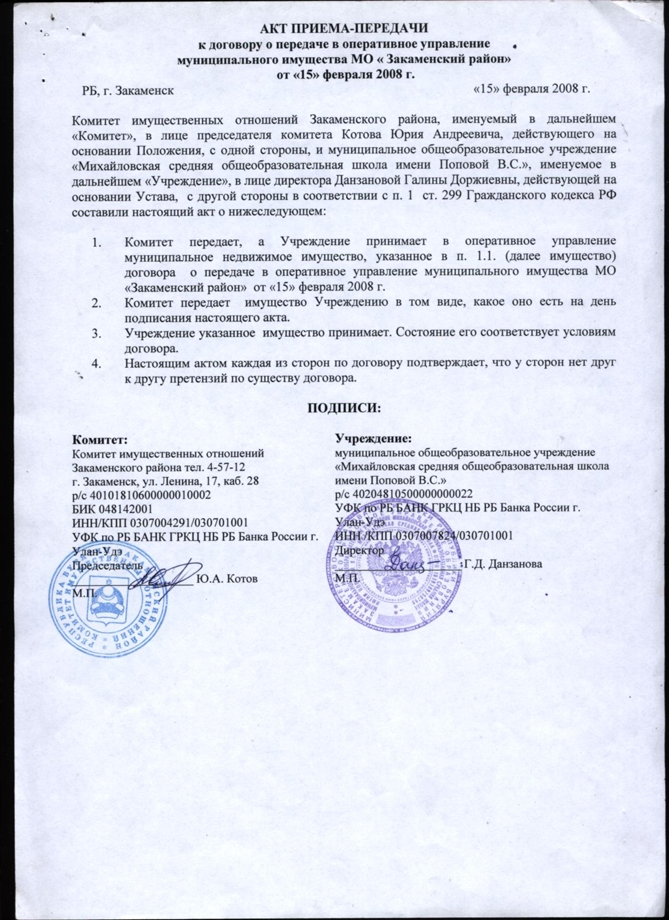 АКТ ПРИЕМА-ПЕРЕДАЧИ
к договору о передаче в оперативное управление
муниципального имущества МО « Закаменский район»
от «15» февраля 2008 г.
РБ, г. Закаменск «15» февраля 2008 г.
Комитет имущественных отношений Закаменского района, именуемый в дальнейшем
«Комитет», в лице председателя комитета Котова Юрия Андреевича, действующего на
основании Положения, с одной стороны, и муниципальное общеобразовательное учреждение
«Михайловская средняя общеобразовательная школа имени Поповой В.С.», именуемое в
дальнейшем «Учреждение», в лице директора Данзановой Галины Доржиевны, действующей на
основании Устава, с другой стороны в соответствии с п. 1 ст. 299 Гражданского кодекса РФ
составили настоящий акт о нижеследующем:
1. Комитет передает, а Учреждение принимает в оперативное управление
муниципальное недвижимое имущество, указанное в п. 1.1. (далее имущество)
договора о передаче в оперативное управление муниципального имущества МО
«Закаменский район» от «15» февраля 2008 г.
2. Комитет передает имущество Учреждению в том виде, какое оно есть на день
подписания настоящего акта.
3. Учреждение указанное имущество принимает. Состояние его соответствует условиям
договора.
4. Настоящим актом каждая из сторон по договору подтверждает, что у сторон нет друг
к другу претензий по существу договора.
ПОДПИСИ:
Комитет:
Комитет имущественных отношений
Закаменского района тел. 4-57-12
г. Закаменск, ул. Ленина, 17, каб. 28
р/с 40101810600000010002
БИК 048142001
ИНН/КПП 0307004291/030701001
УФК по РБ БАНК ГРКЦ НБ РБ Банка России г.
Улан-Удэ
Председатель
Ю.А. Котов
М.П.
Учреждение:
муниципальное общеобразовательное учреждение
«Михайловская средняя общеобразовательная школа
имени Поповой В.С.»
р/с 40204810500000000022
УФК по РБ БАНК ГРКЦ НБ РБ Банка России г.
Улан-Удэ
ИНН /КПП 0307007824/030701001
Директор
Г.Д. Данзанова
М.П.